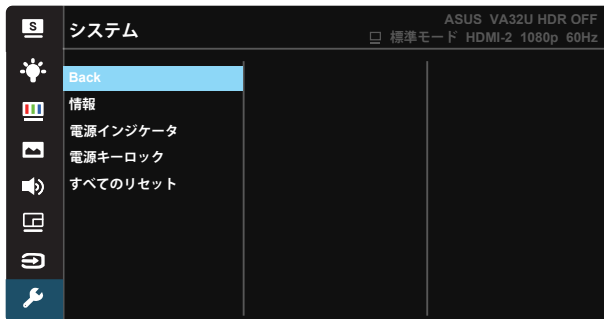 S
システム
ASUS VA32U HDR OFF
標準モード HDMI-2 1080p 60Hz
Back
情報
電源インジケータ
電源キーロック
すべてのリセット